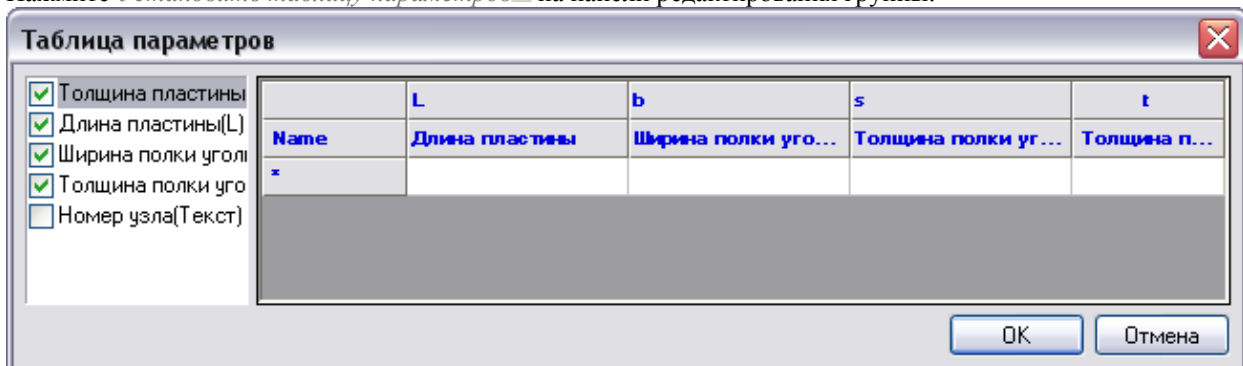 Таблица параметров
Толщина пластины
Длина пластины(L)
Ширина полки уголк
Толщина полки уго
Номер узла(Текст)
L b s t
Name Длина пластины Ширина полки уго... Толщина полки уг... Толщина п...
*
OK Отмена